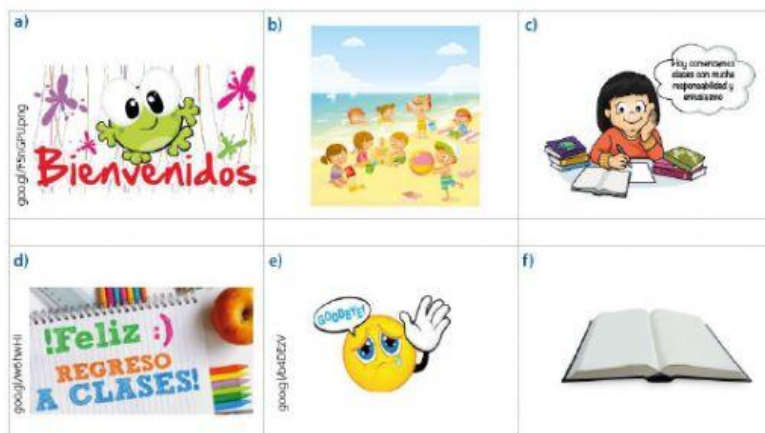 a)
b)
c)
Bienvenidos
Hoy comenzamos
clases con mucha
responsabilidad y
entusiasmo
d)
e)
f)
!Feliz :)
REGRESO
A CLASES!
GOODBYE!